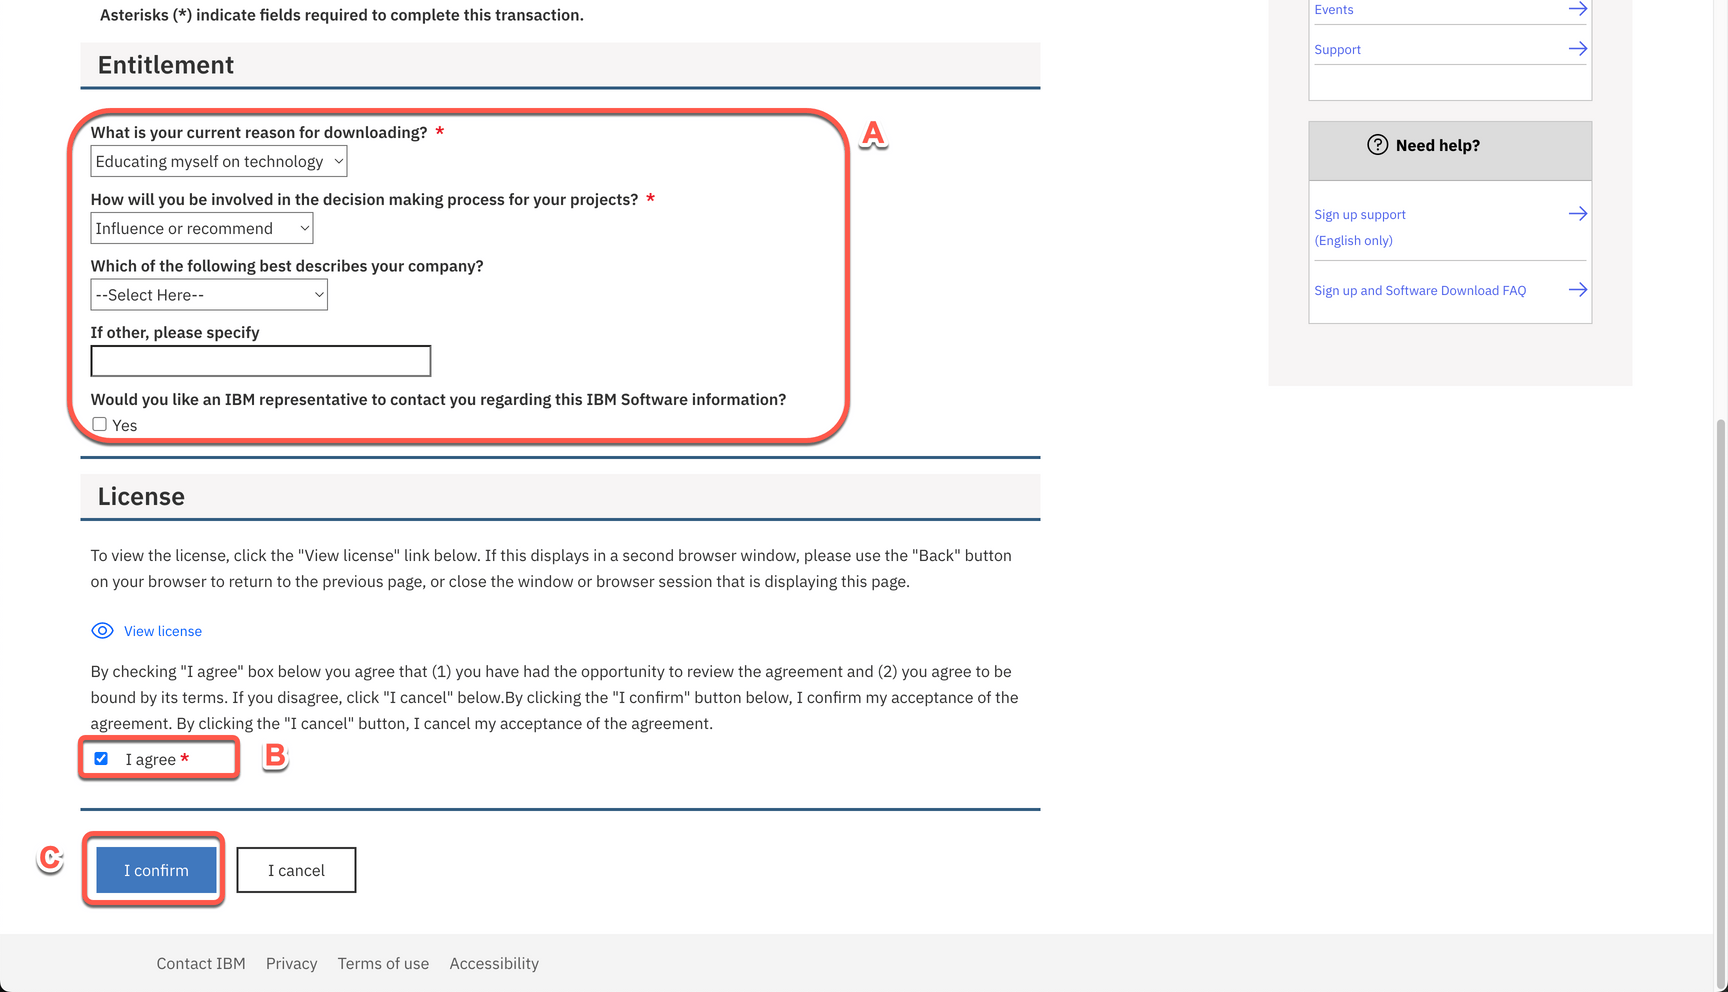 Asterisks (*) indicate fields required to complete this transaction.
Entitlement
What is your current reason for downloading? *
Educating myself on technology
How will you be involved in the decision making process for your projects? *
Influence or recommend
Which of the following best describes your company?
--Select Here--
If other, please specify
Would you like an IBM representative to contact you regarding this IBM Software information?
Yes
A
License
To view the license, click the "View license" link below. If this displays in a second browser window, please use the "Back" button
on your browser to return to the previous page, or close the window or browser session that is displaying this page.
View license
By checking "I agree" box below you agree that (1) you have had the opportunity to review the agreement and (2) you agree to be
bound by its terms. If you disagree, click "I cancel" below.By clicking the "I confirm" button below, I confirm my acceptance of the
agreement. By clicking the "I cancel" button, I cancel my acceptance of the agreement.
I agree *
B
C
I confirm
I cancel
Events
Support
Need help?
Sign up support
(English only)
Sign up and Software Download FAQ
Contact IBM Privacy Terms of use Accessibility